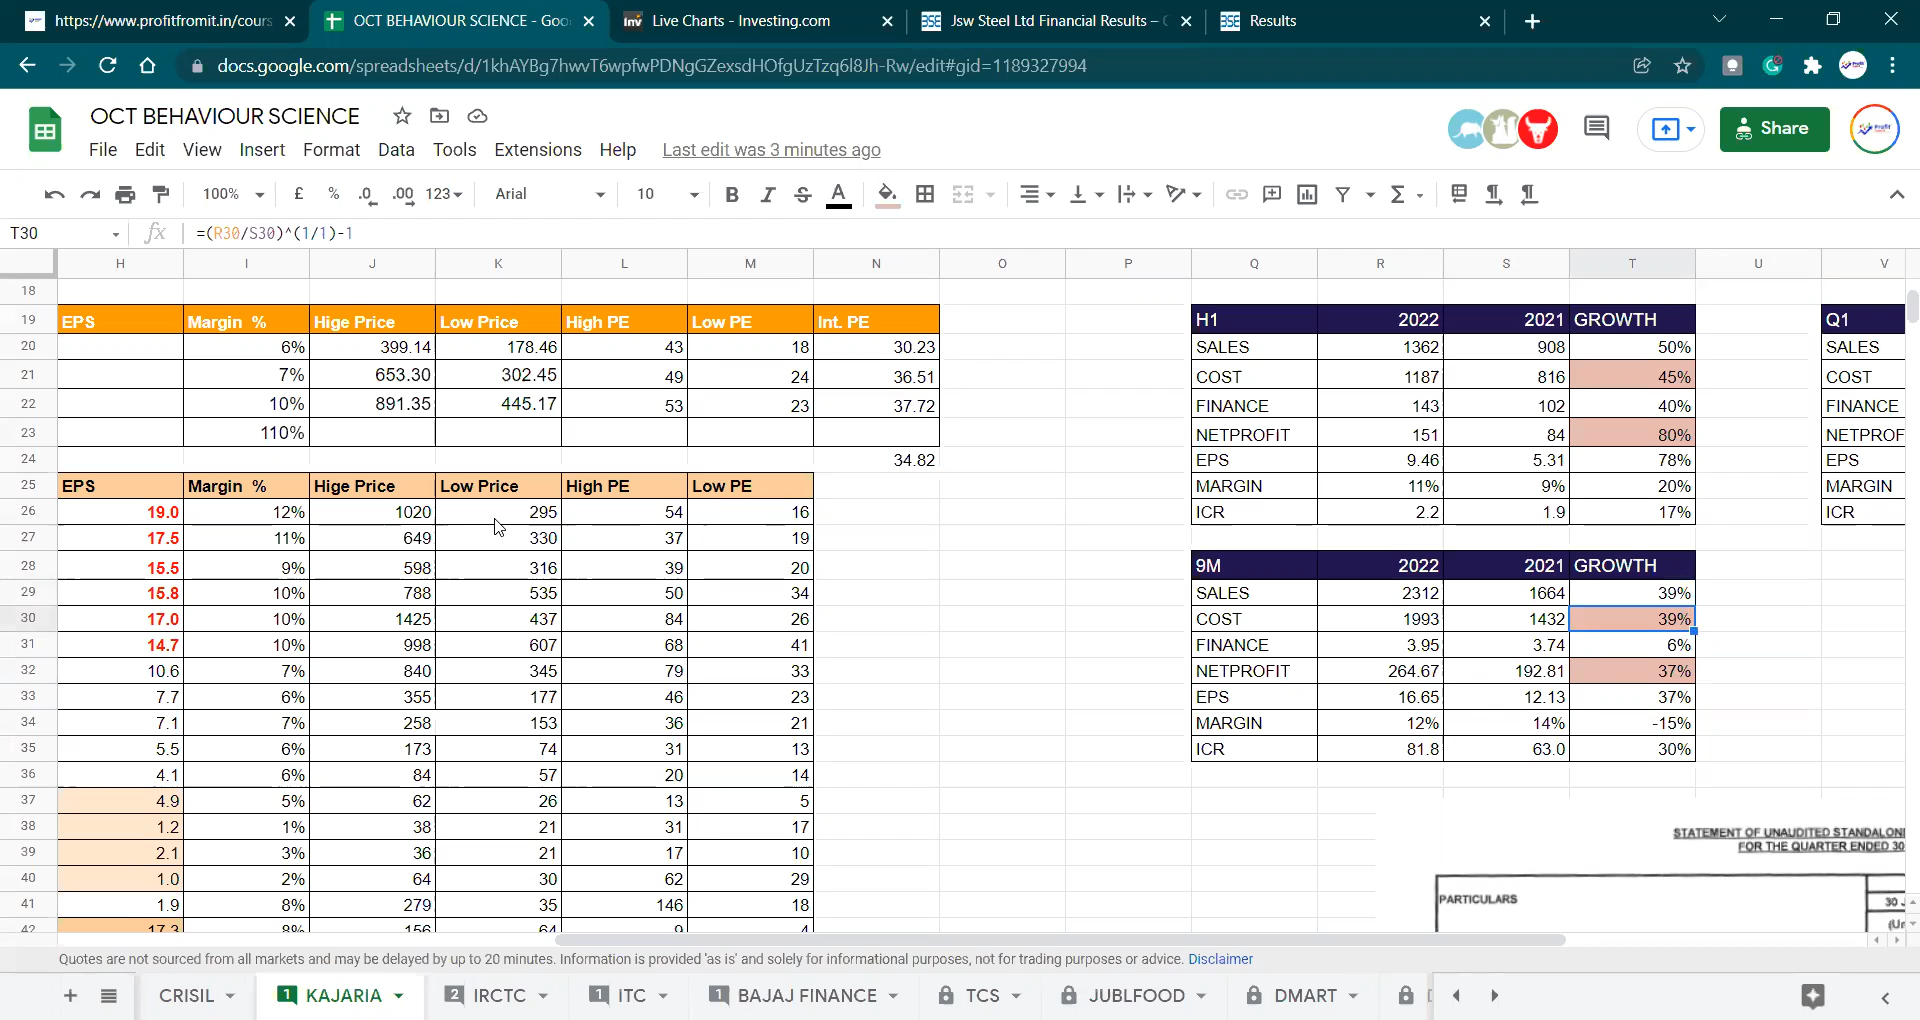 https://www.profitfromit.in/cours
OCT BEHAVIOUR SCIENCE - Goo
Live Charts - Investing.com
Jsw Steel Ltd Financial Results –
Results
docs.google.com/spreadsheets/d/1khAYBg7hwvT6wpfwPDNgGZexsdHOfgUzTzq6l8Jh-Rw/edit#gid=1189327994
OCT BEHAVIOUR SCIENCE
File Edit View Insert Format Data Tools Extensions Help Last edit was 3 minutes ago
Share
100% £ % .0 .00 123 Arial 10 B I S A
T30 fx =(R30/S30)^(1/1)-1
H I J K L M N O P Q R S T U V
18
19 EPS Margin % Hige Price Low Price High PE Low PE Int. PE H1 2022 2021 GROWTH Q1
20 6% 399.14 178.46 43 18 30.23 SALES 1362 908 50% SALES
21 7% 653.30 302.45 49 24 36.51 COST 1187 816 45% COST
22 10% 891.35 445.17 53 23 37.72 FINANCE 143 102 40% FINANCE
23 110% NETPROFIT 151 84 80% NETPROF
24 34.82 EPS 9.46 5.31 78% EPS
25 EPS Margin % Hige Price Low Price High PE Low PE MARGIN 11% 9% 20% MARGIN
26 19.0 12% 1020 295 54 16 ICR 2.2 1.9 17% ICR
27 17.5 11% 649 330 37 19
28 15.5 9% 598 316 39 20 9M 2022 2021 GROWTH
29 15.8 10% 788 535 50 34 SALES 2312 1664 39%
30 17.0 10% 1425 437 84 26 COST 1993 1432 39%
31 14.7 10% 998 607 68 41 FINANCE 3.95 3.74 6%
32 10.6 7% 840 345 79 33 NETPROFIT 264.67 192.81 37%
33 7.7 6% 355 177 46 23 EPS 16.65 12.13 37%
34 7.1 7% 258 153 36 21 MARGIN 12% 14% -15%
35 5.5 6% 173 74 31 13 ICR 81.8 63.0 30%
36 4.1 6% 84 57 20 14
37 4.9 5% 62 26 13 5
38 1.2 1% 38 21 31 17 STATEMENT OF UNAUDITED STANDALON
39 2.1 3% 36 21 17 10 FOR THE QUARTER ENDED 30
40 1.0 2% 64 30 62 29
41 1.9 8% 279 35 146 18 PARTICULARS 30
42 17.3 8% 156 64 9 4
Quotes are not sourced from all markets and may be delayed by up to 20 minutes. Information is provided 'as is' and solely for informational purposes, not for trading purposes or advice. Disclaimer
CRISIL 1 KAJARIA 2 IRCTC 1 ITC 1 BAJAJ FINANCE TCS JUBLFOOD DMART